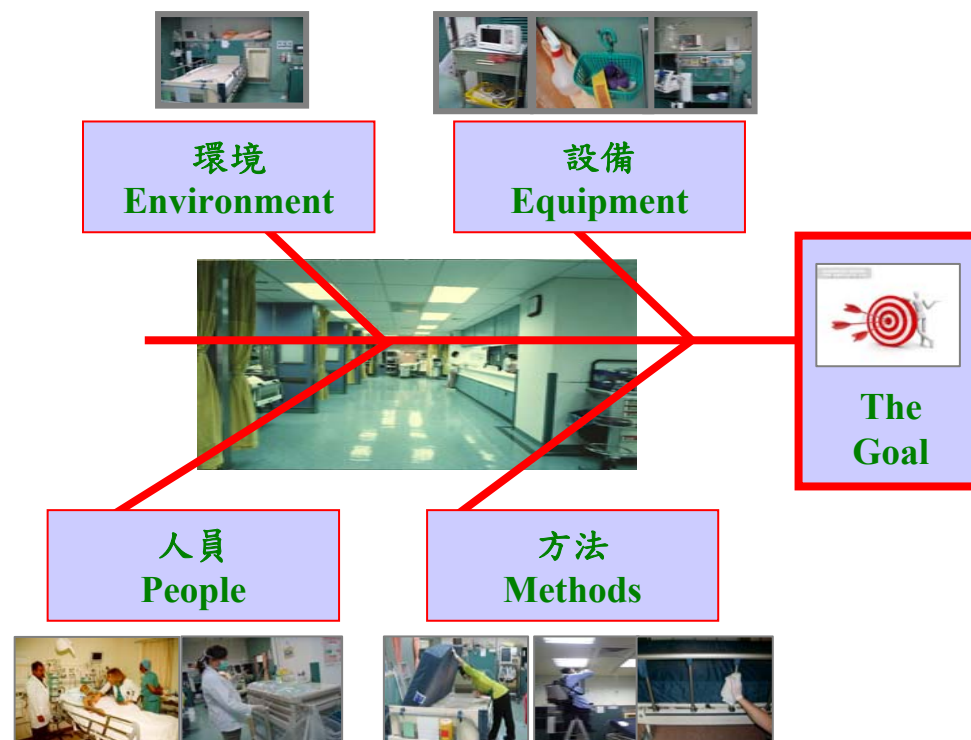 環境
Environment
設備
Equipment
The
Goal
人員
People
方法
Methods